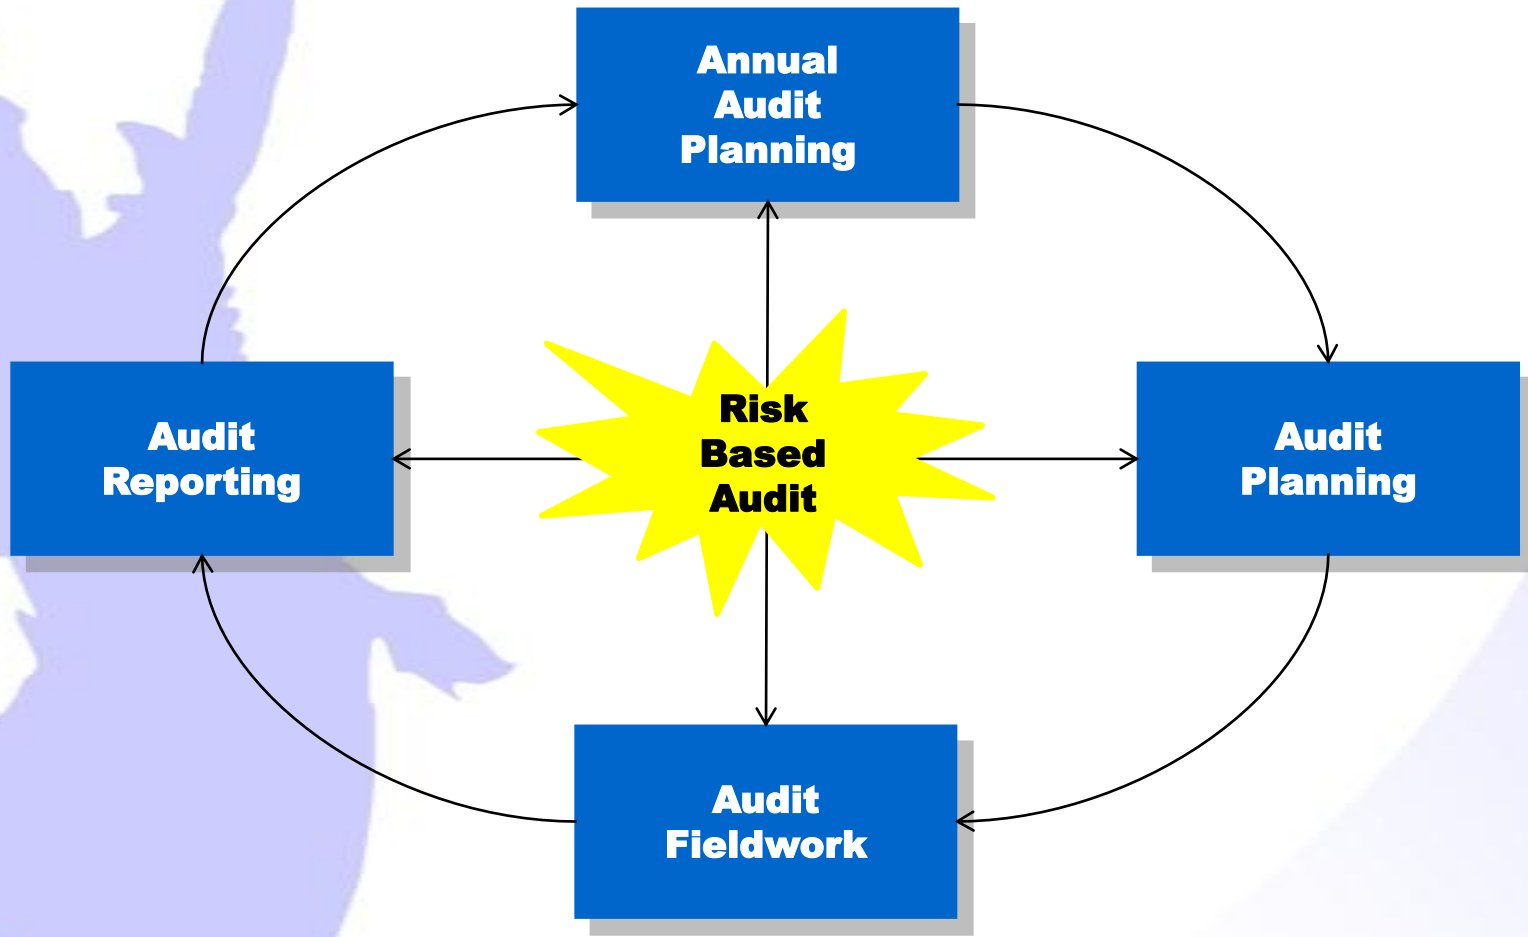 Annual
Audit
Planning
Audit
Reporting
Risk
Based
Audit
Audit
Planning
Audit
Fieldwork